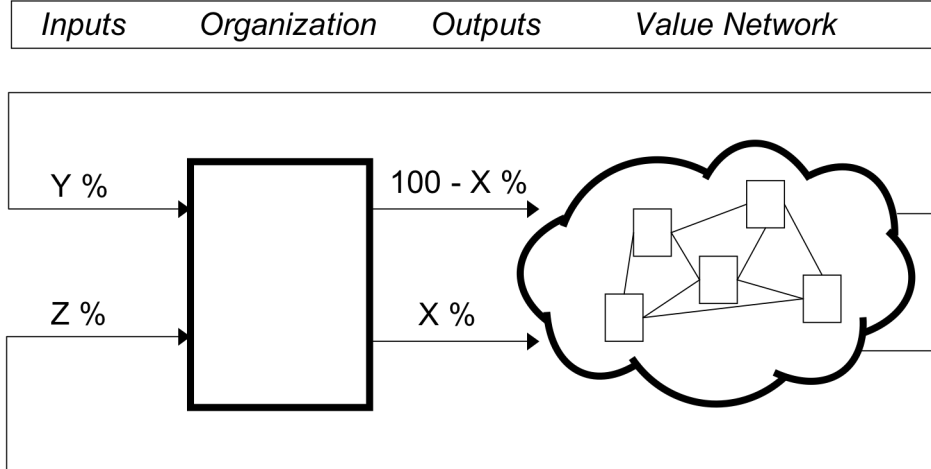 Inputs Organization Outputs Value Network
Y % 100 - X %
Z % X %